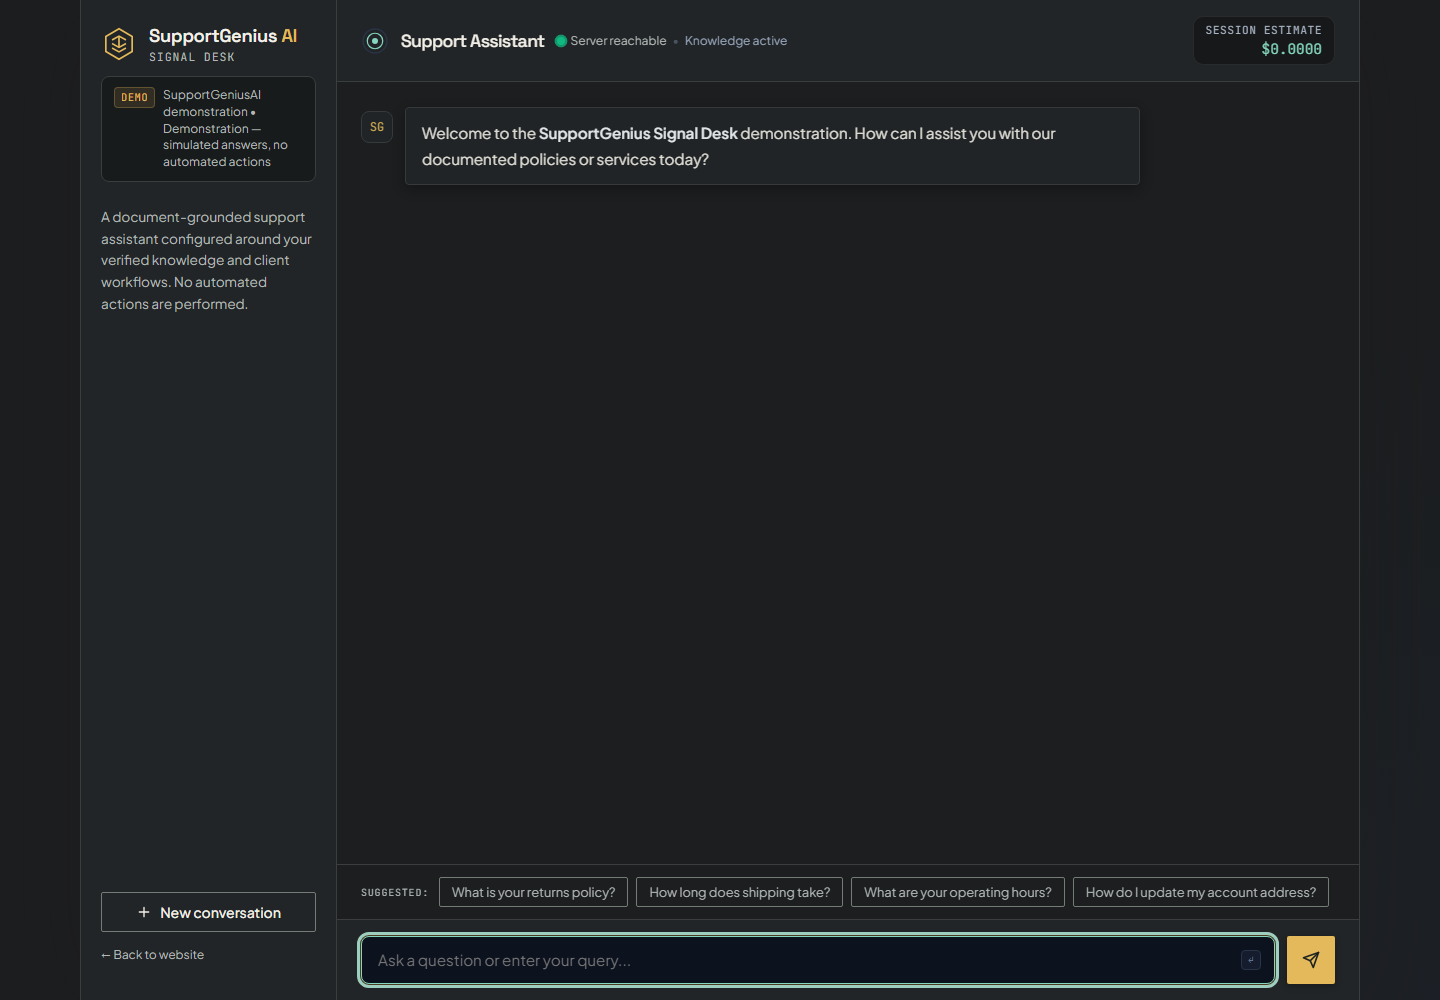 SupportGenius AI
SIGNAL DESK
DEMO
SupportGeniusAI
demonstration •
Demonstration —
simulated answers, no
automated actions
A document-grounded support
assistant configured around your
verified knowledge and client
workflows. No automated
actions are performed.
+ New conversation
← Back to website
Support Assistant
Server reachable • Knowledge active
SESSION ESTIMATE
$0.0000
SG
Welcome to the SupportGenius Signal Desk demonstration. How can I assist you with our
documented policies or services today?
SUGGESTED:
What is your returns policy?
How long does shipping take?
What are your operating hours?
How do I update my account address?
Ask a question or enter your query...
↵